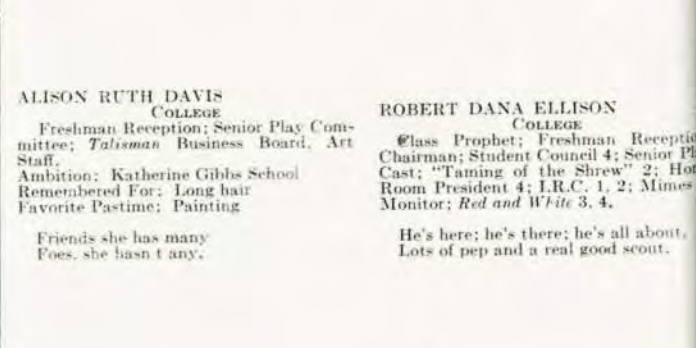 ALISON RUTH DAVIS
COLLEGE
Freshman Reception; Senior Play Com-
mittee; Talisman Business Board, Art
Staff.
Ambition: Katherine Gibbs School
Remembered For: Long hair
Favorite Pastime: Painting
Friends she has many
Foes, she hasn t any.
ROBERT DANA ELLISON
COLLEGE
Class Prophet; Freshman Receptio
Chairman; Student Council 4; Senior Pl
Cast; "Taming of the Shrew" 2; Ho
Room President 4; I.R.C. 1, 2; Mimes
Monitor; Red and White 3, 4.
He's here; he's there; he's all about,
Lots of pep and a real good scout.